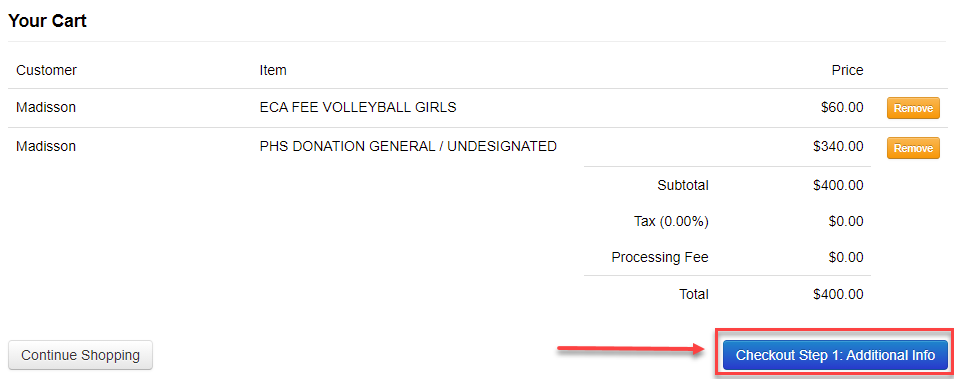 Your Cart
Customer Item Price
Madisson ECA FEE VOLLEYBALL GIRLS $60.00 Remove
Madisson PHS DONATION GENERAL / UNDESIGNATED $340.00 Remove
Subtotal $400.00
Tax (0.00%) $0.00
Processing Fee $0.00
Total $400.00
Continue Shopping Checkout Step 1: Additional Info